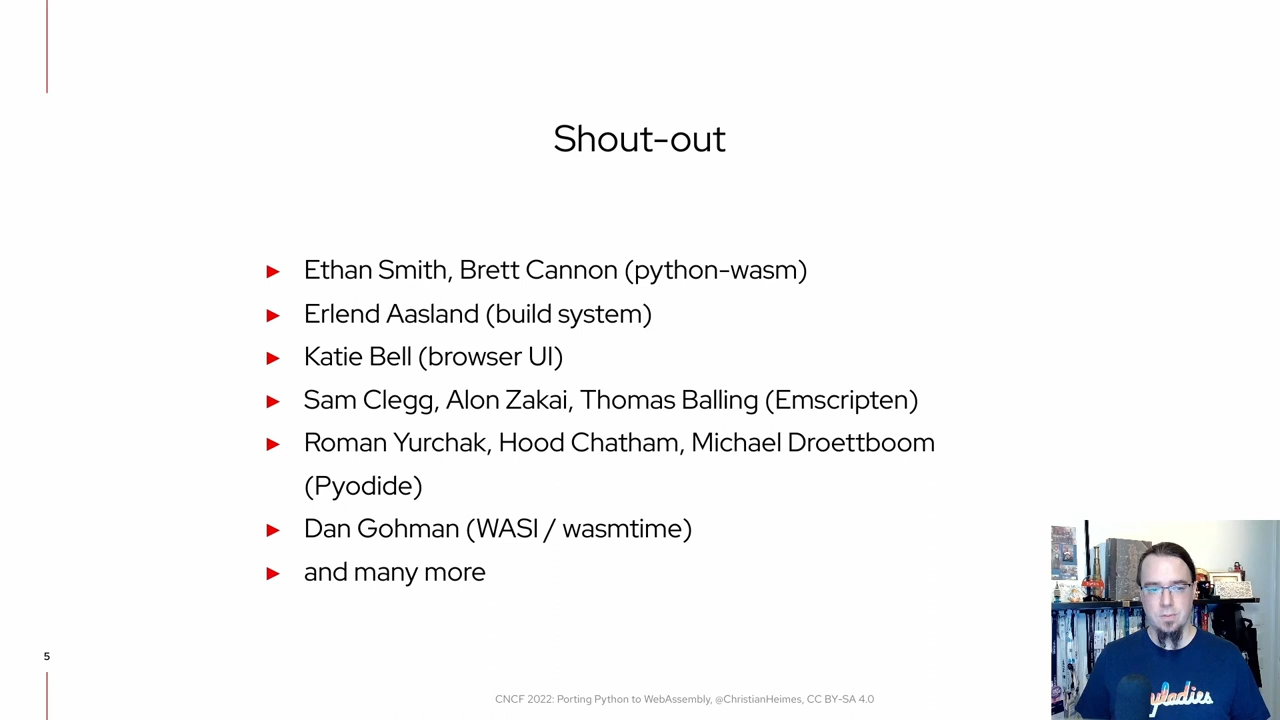 Shout-out
► Ethan Smith, Brett Cannon (python-wasm)
► Erlend Aasland (build system)
► Katie Bell (browser UI)
► Sam Clegg, Alon Zakai, Thomas Balling (Emscripten)
► Roman Yurchak, Hood Chatham, Michael Droettboom
(Pyodide)
► Dan Gohman (WASI / wasmtime)
► and many more
5
CNCF 2022: Porting Python to WebAssembly, @ChristianHeimes, CC BY-SA 4.0
yladies